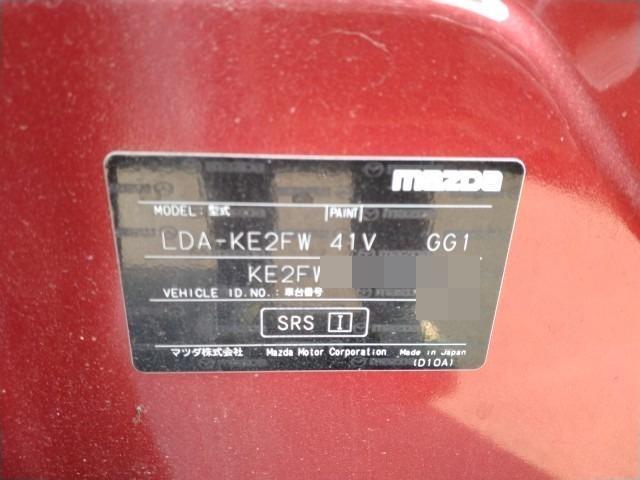 mazda
MODEL: 型式 PAINT
LDA-KE2FW 41V GG1
KE2FW
VEHICLE ID.NO.: 車台番号
SRS I
マツダ株式会社 Mazda Motor Corporation Made in Japan
(D10A)